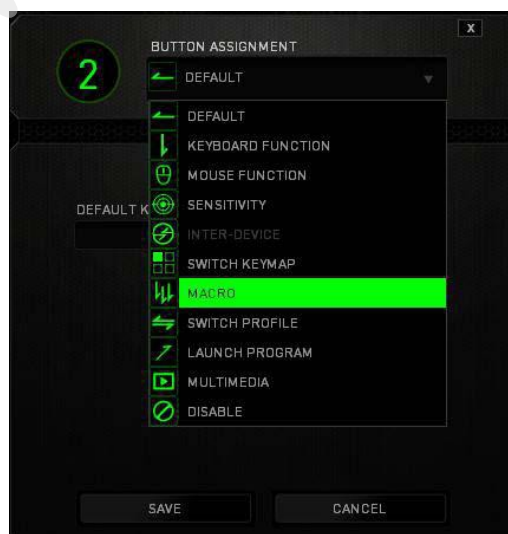 X
BUTTON ASSIGNMENT
2
DEFAULT
DEFAULT
KEYBOARD FUNCTION
MOUSE FUNCTION
DEFAULT K
SENSITIVITY
INTER-DEVICE
SWITCH KEYMAP
MACRO
SWITCH PROFILE
LAUNCH PROGRAM
MULTIMEDIA
DISABLE
SAVE
CANCEL